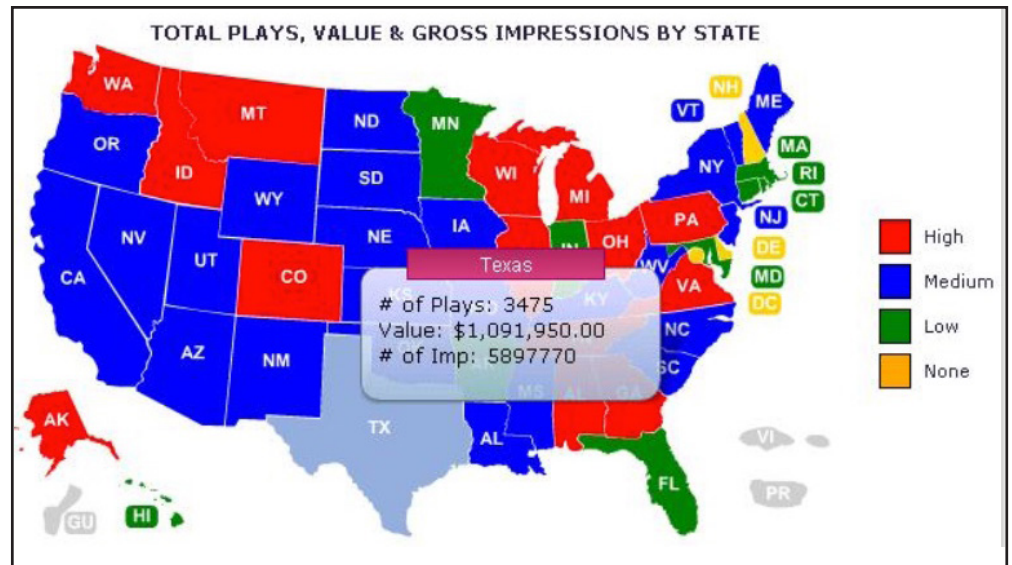 TOTAL PLAYS, VALUE & GROSS IMPRESSIONS BY STATE
WA
MT
ND
MN
VT
NH
ME
OR
ID
SD
WI
MI
NY
MA
RI
CT
WY
IA
PA
NJ
NV
NE
OH
DE
UT
CO
WV
MD
CA
VA
DC
KS
KY
AZ
NM
NC
AR
SC
MS
AL
GA
TX
AL
FL
AK
HI
GU
VI
PR
Texas
# of Plays: 3475
Value: $1,091,950.00
# of Imp: 5897770
High
Medium
Low
None